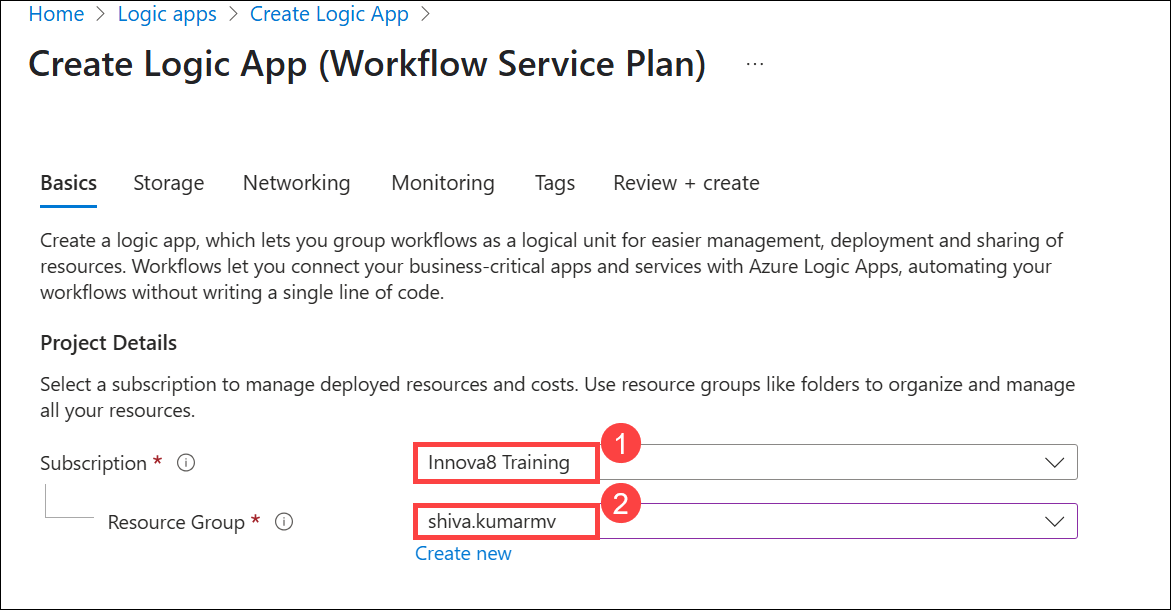 Home > Logic apps > Create Logic App >
Create Logic App (Workflow Service Plan) ...
Basics Storage Networking Monitoring Tags Review + create
Create a logic app, which lets you group workflows as a logical unit for easier management, deployment and sharing of
resources. Workflows let you connect your business-critical apps and services with Azure Logic Apps, automating your
workflows without writing a single line of code.
Project Details
Select a subscription to manage deployed resources and costs. Use resource groups like folders to organize and manage
all your resources.
Subscription * i Innova8 Training 1
Resource Group * i shiva.kumarmv 2
Create new